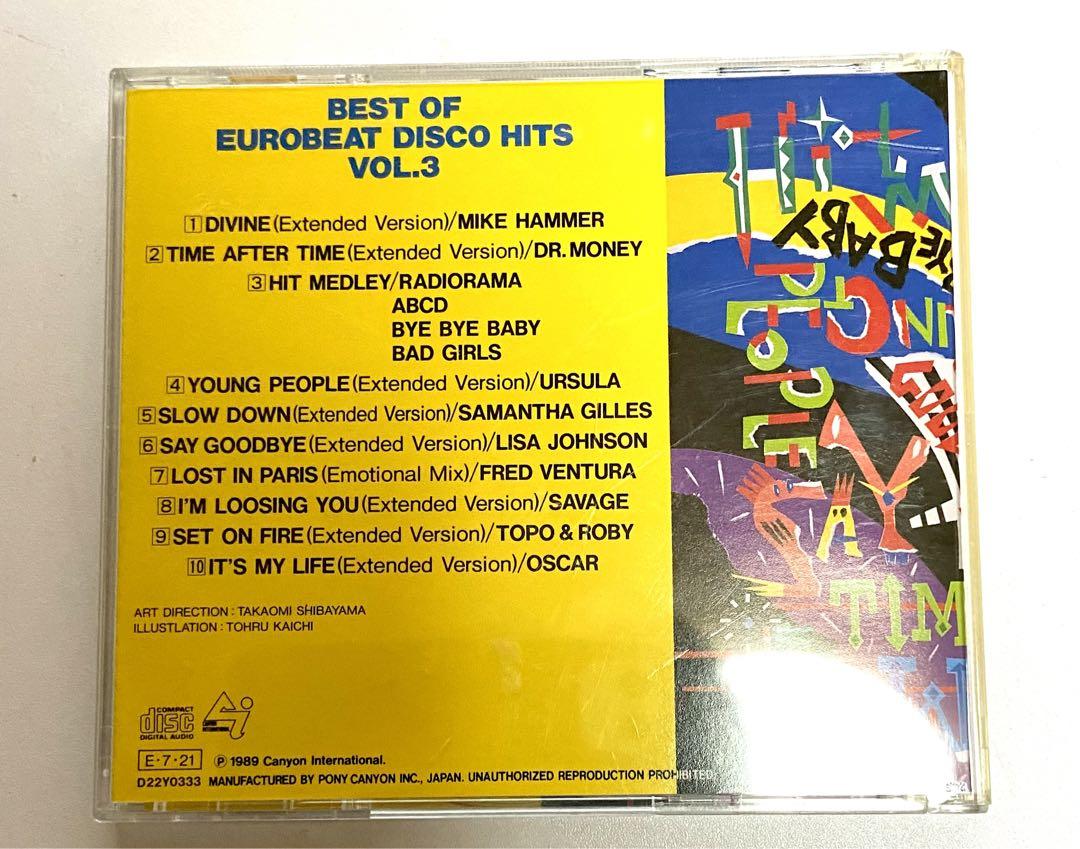 BEST OF
EUROBEAT DISCO HITS
VOL.3
1 DIVINE(Extended Version)/MIKE HAMMER
2 TIME AFTER TIME(Extended Version)/DR.MONEY
3 HIT MEDLEY/RADIORAMA
ABCD
BYE BYE BABY
BAD GIRLS
4 YOUNG PEOPLE(Extended Version)/URSULA
5 SLOW DOWN(Extended Version)/SAMANTHA GILLES
6 SAY GOODBYE(Extended Version)/LISA JOHNSON
7 LOST IN PARIS(Emotional Mix)/FRED VENTURA
8 I'M LOOSING YOU(Extended Version)/SAVAGE
9 SET ON FIRE(Extended Version)/TOPO & ROBY
10 IT'S MY LIFE(Extended Version)/OSCAR
ART DIRECTION : TAKAOMI SHIBAYAMA
ILLUSTLATION : TOHRU KAICHI
COMPACT
disc
DIGITAL AUDIO
E・7・21 Ⓟ 1989 Canyon International.
D22Y0333 MANUFACTURED BY PONY CANYON INC., JAPAN. UNAUTHORIZED REPRODUCTION PROHIBITED.
BYE BABY
PEOPLE
TIM